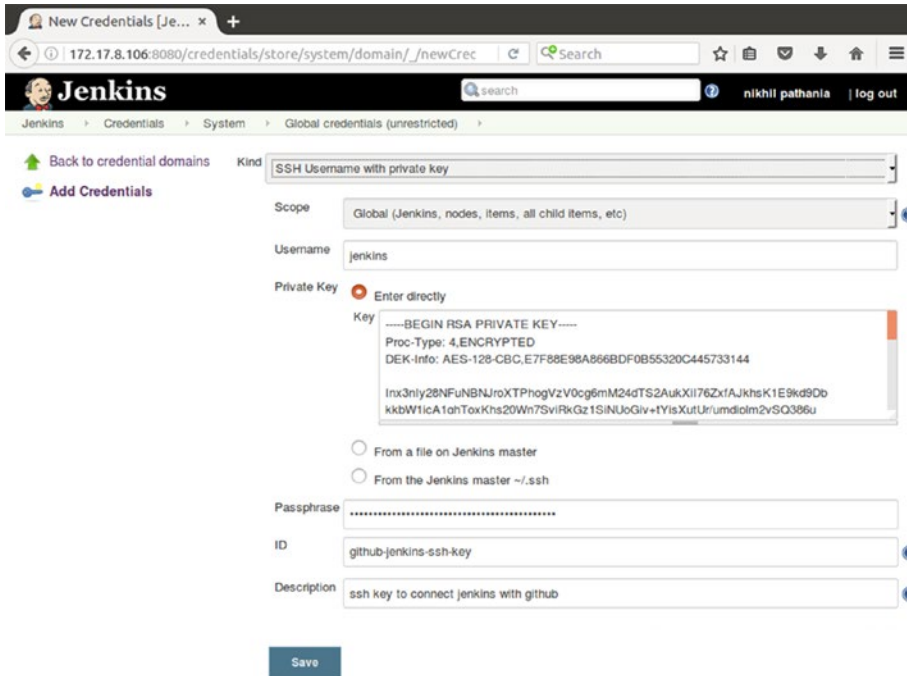 New Credentials [Je...
172.17.8.106:8080/credentials/store/system/domain/_/newCrec
Search
Jenkins
search
nikhil pathania
log out
Jenkins
Credentials
System
Global credentials (unrestricted)
Back to credential domains
Add Credentials
Kind
SSH Username with private key
Scope
Global (Jenkins, nodes, items, all child items, etc)
Username
jenkins
Private Key
Enter directly
Key
-----BEGIN RSA PRIVATE KEY-----
Proc-Type: 4,ENCRYPTED
DEK-Info: AES-128-CBC,E7F88E98A866BDF0B55320C445733144
From a file on Jenkins master
From the Jenkins master ~/.ssh
Passphrase
ID
github-jenkins-ssh-key
Description
ssh key to connect jenkins with github
Save